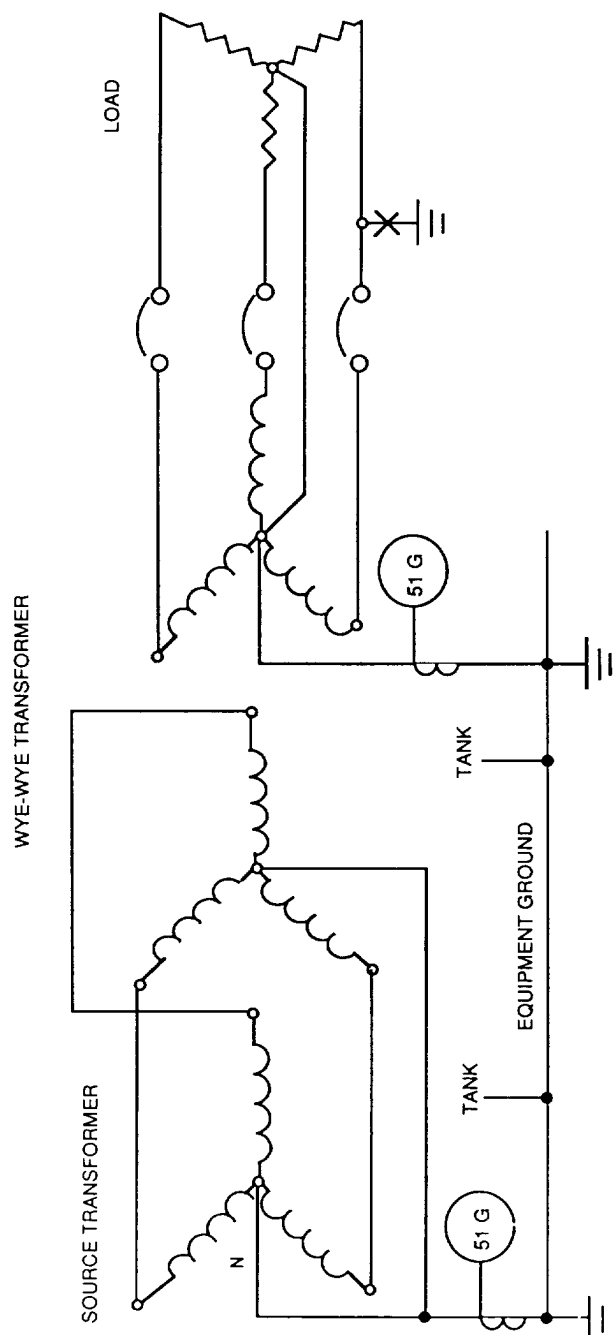 WYE-WYE TRANSFORMER
SOURCE TRANSFORMER
LOAD
N
51 G
51 G
TANK
TANK
EQUIPMENT GROUND